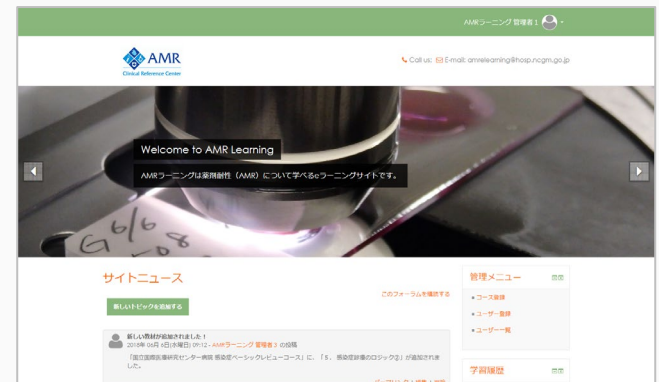 AMRラーニング 管理者1
AMR
Clinical Reference Center
Call us: E-mail: amrelearning@hosp.ncgm.go.jp
Welcome to AMR Learning
AMRラーニングは薬剤耐性（AMR）について学べるeラーニングサイトです。
G 6/6
サイトニュース
このフォーラムを購読する
新しいトピックを追加する
新しい教材が追加されました！
2018年 06月 6日(水曜日) 09:12 - AMRラーニング 管理者3 の投稿
「国立国際医療研究センター病院 感染症ベーシックレビューコース」に、「5．感染症診療のロジック②」が追加されました。
管理メニュー
コース登録
ユーザー登録
ユーザー一覧
学習履歴